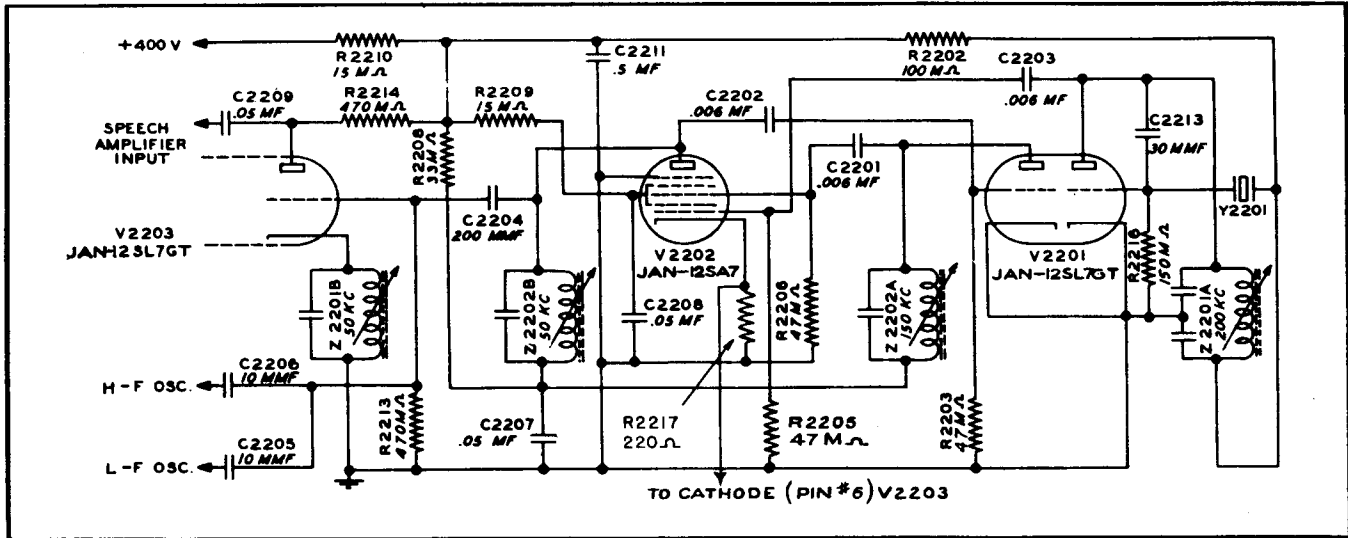 +400 V
R2210
15 MΩ
C2211
.5 MF
R2202
100 MΩ
C2203
.006 MF
C2209
.05 MF
R2214
470 MΩ
R2209
15 MΩ
C2202
.006 MF
C2213
30 MMF
SPEECH
AMPLIFIER
INPUT
R2208
33 MΩ
C2201
.006 MF
C2204
200 MMF
Y2201
V2203
JAN-12SL7GT
V2202
JAN-12SA7
V2201
JAN-12SL7GT
R2216
150 MΩ
Z2201B
50 KC
Z2202B
50 KC
C2208
.05 MF
R2206
47 MΩ
Z2202A
150 KC
Z2201A
200 KC
C2206
10 MMF
H-F OSC.
R2213
470 MΩ
C2207
.05 MF
R2217
220 Ω
R2205
47 MΩ
R2203
47 MΩ
C2205
10 MMF
L-F OSC.
TO CATHODE (PIN #6) V2203